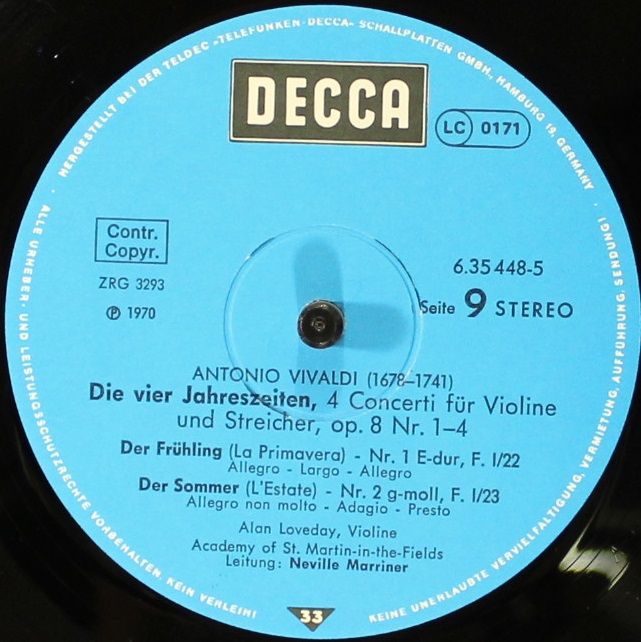 HERGESTELLT BEI DER TELDEC »TELEFUNKEN-DECCA« SCHALLPLATTEN GMBH, HAMBURG 19, GERMANY
DECCA
LC 0171
Contr.
Copyr.
ZRG 3293
℗ 1970
6.35 448-5
Seite 9 STEREO
ANTONIO VIVALDI (1678–1741)
Die vier Jahreszeiten, 4 Concerti für Violine
und Streicher, op. 8 Nr. 1–4
Der Frühling (La Primavera) - Nr. 1 E-dur, F. I/22
Allegro - Largo - Allegro
Der Sommer (L'Estate) - Nr. 2 g-moll, F. I/23
Allegro non molto - Adagio - Presto
Alan Loveday, Violine
Academy of St. Martin-in-the-Fields
Leitung: Neville Marriner
33
ALLE URHEBER- UND LEISTUNGSSCHUTZRECHTE VORBEHALTEN. KEIN VERLEIH!
KEINE UNERLAUBTE VERVIELFÄLTIGUNG, VERMIETUNG, AUFFÜHRUNG, SENDUNG!